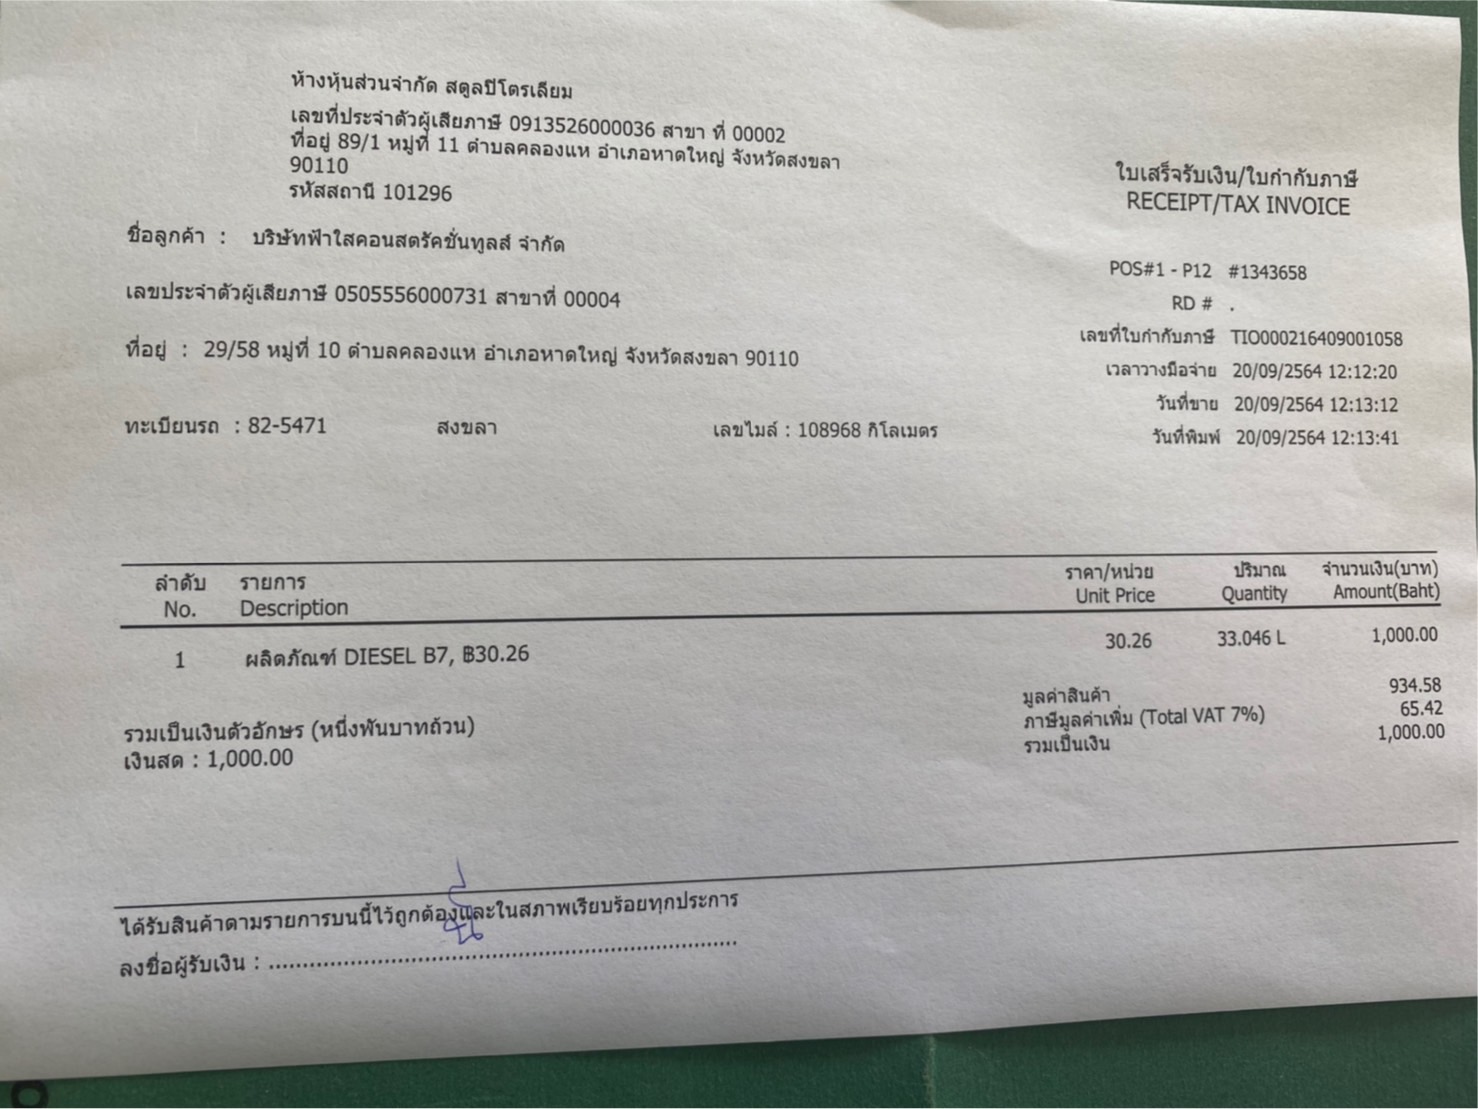 ห้างหุ้นส่วนจำกัด สตูลปิโตรเลียม
เลขที่ประจำตัวผู้เสียภาษี 0913526000036 สาขา ที่ 00002
ที่อยู่ 89/1 หมู่ที่ 11 ตำบลคลองแห อำเภอหาดใหญ่ จังหวัดสงขลา
90110
รหัสสถานี 101296
ใบเสร็จรับเงิน/ใบกำกับภาษี
RECEIPT/TAX INVOICE
ชื่อลูกค้า : บริษัทฟ้าใสคอนสตรัคชั่นทูลส์ จำกัด
เลขประจำตัวผู้เสียภาษี 0505556000731 สาขาที่ 00004
ที่อยู่ : 29/58 หมู่ที่ 10 ตำบลคลองแห อำเภอหาดใหญ่ จังหวัดสงขลา 90110
ทะเบียนรถ : 82-5471 สงขลา เลขไมล์ : 108968 กิโลเมตร
POS#1 - P12 #1343658
RD # .
เลขที่ใบกำกับภาษี TIO000216409001058
เวลาวางมือจ่าย 20/09/2564 12:12:20
วันที่ขาย 20/09/2564 12:13:12
วันที่พิมพ์ 20/09/2564 12:13:41
ลำดับ รายการ ราคา/หน่วย ปริมาณ จำนวนเงิน(บาท)
No. Description Unit Price Quantity Amount(Baht)
1 ผลิตภัณฑ์ DIESEL B7, ฿30.26 30.26 33.046 L 1,000.00
มูลค่าสินค้า 934.58
ภาษีมูลค่าเพิ่ม (Total VAT 7%) 65.42
รวมเป็นเงิน 1,000.00
รวมเป็นเงินตัวอักษร (หนึ่งพันบาทถ้วน)
เงินสด : 1,000.00
ได้รับสินค้าตามรายการบนนี้ไว้ถูกต้องและในสภาพเรียบร้อยทุกประการ
ลงชื่อผู้รับเงิน : ......................................................................